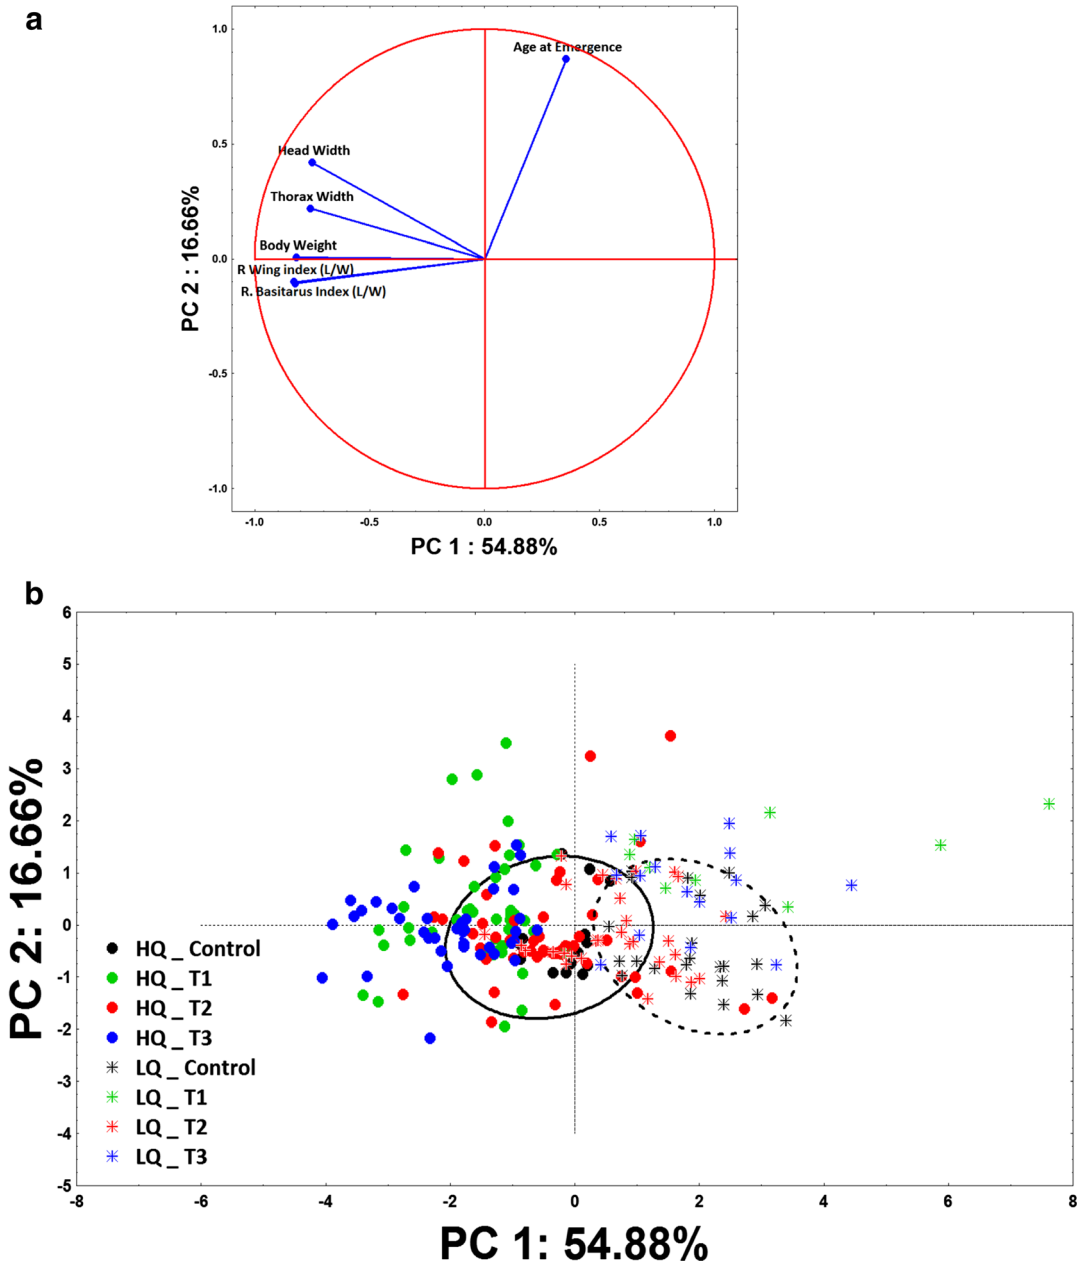 a
1.0
0.5
0.0
-0.5
-1.0
Age at Emergence
Head Width
Thorax Width
Body Weight
R Wing index (L/W)
R. Basitarus Index (L/W)
PC 2 : 16.66%
-1.0 -0.5 0.0 0.5 1.0
PC 1 : 54.88%
b
6
5
4
3
2
1
0
-1
-2
-3
-4
-5
PC 2: 16.66%
HQ _ Control
HQ _ T1
HQ _ T2
HQ _ T3
LQ _ Control
LQ _ T1
LQ _ T2
LQ _ T3
-8 -6 -4 -2 0 2 4 6 8
PC 1: 54.88%